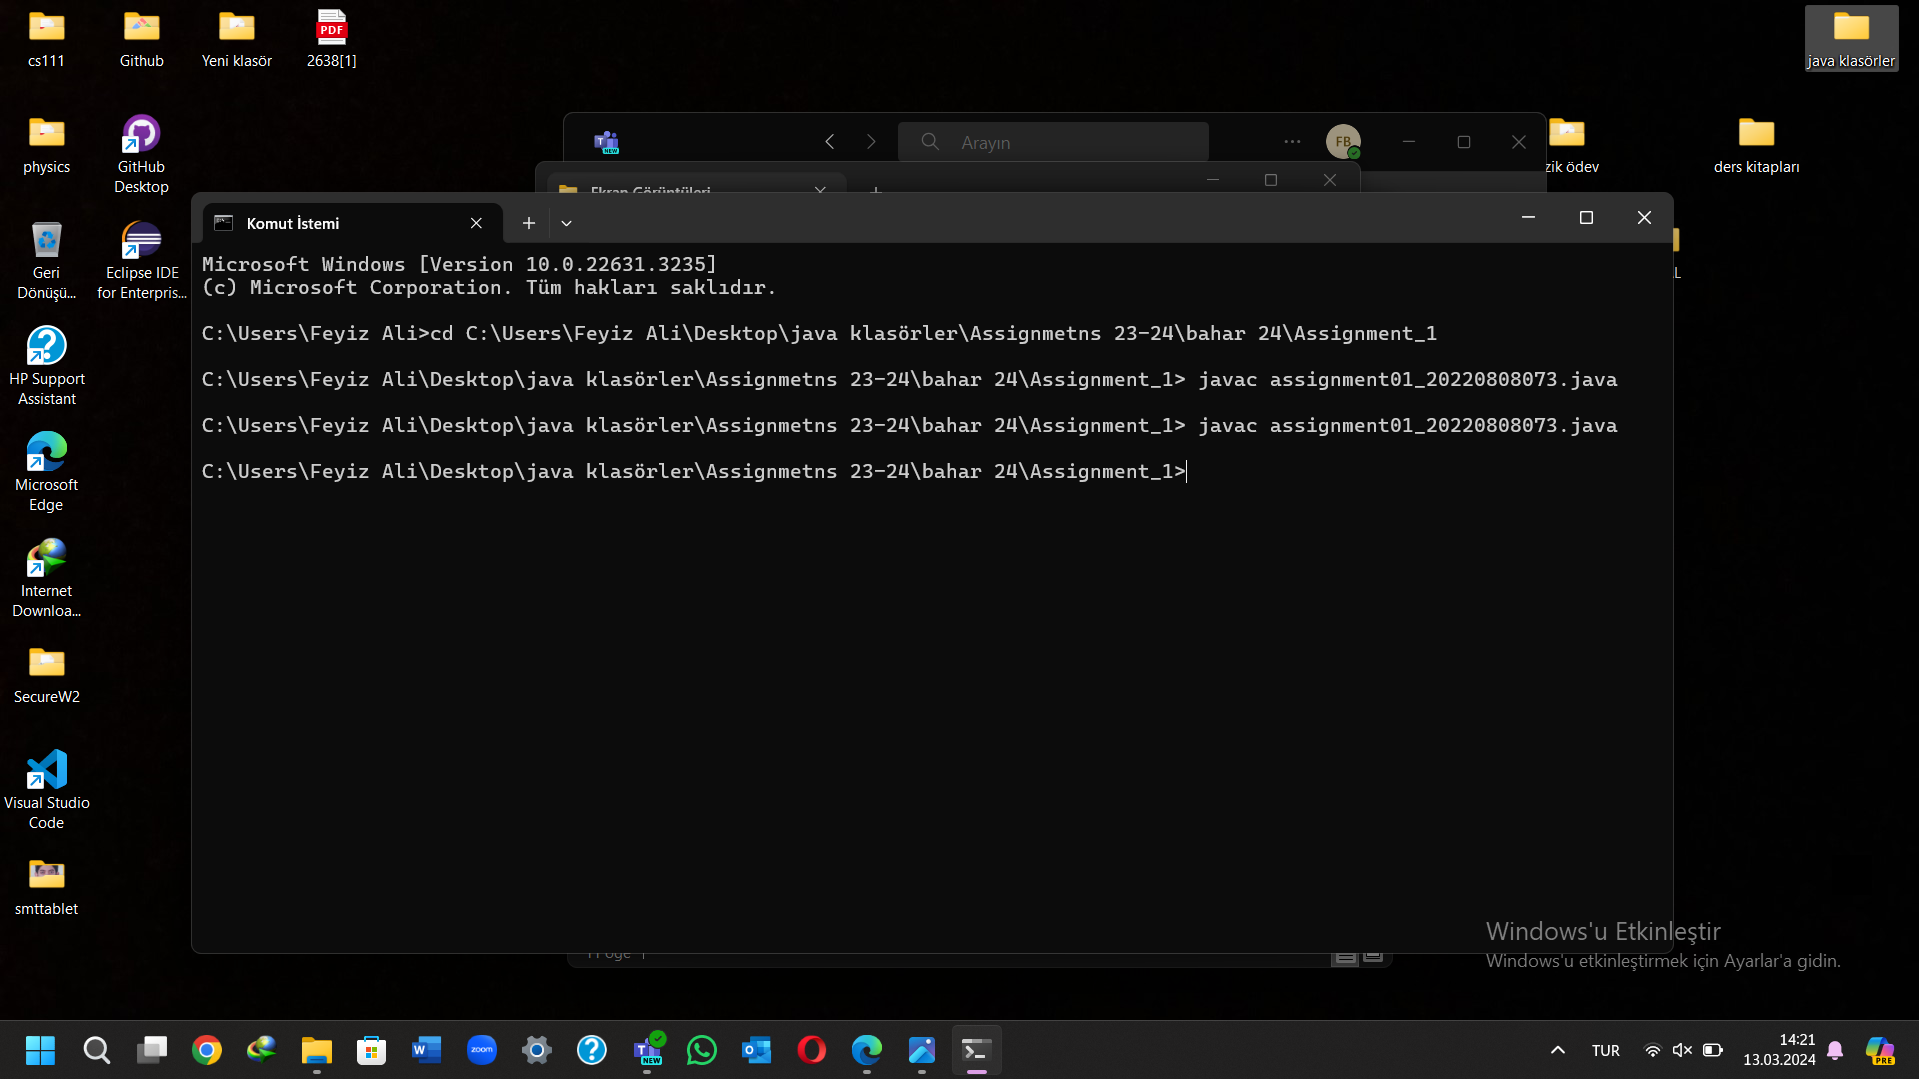 cs111
Github
Yeni klasör
PDF
2638[1]
java klasörler
physics
GitHub
Desktop
NEW
Arayın
FB
zik ödev
ders kitapları
Ekran Görüntüleri
Komut İstemi
Microsoft Windows [Version 10.0.22631.3235]
(c) Microsoft Corporation. Tüm hakları saklıdır.
C:\Users\Feyiz Ali>cd C:\Users\Feyiz Ali\Desktop\java klasörler\Assignmetns 23-24\bahar 24\Assignment_1
C:\Users\Feyiz Ali\Desktop\java klasörler\Assignmetns 23-24\bahar 24\Assignment_1> javac assignment01_20220808073.java
C:\Users\Feyiz Ali\Desktop\java klasörler\Assignmetns 23-24\bahar 24\Assignment_1> javac assignment01_20220808073.java
C:\Users\Feyiz Ali\Desktop\java klasörler\Assignmetns 23-24\bahar 24\Assignment_1>
Geri
Dönüşü...
Eclipse IDE
for Enterpris...
L
HP Support
Assistant
Microsoft
Edge
Internet
Downloa...
SecureW2
Visual Studio
Code
smttablet
Windows'u Etkinleştir
Windows'u etkinleştirmek için Ayarlar'a gidin.
zoom
NEW
TUR
14:21
13.03.2024
PRE